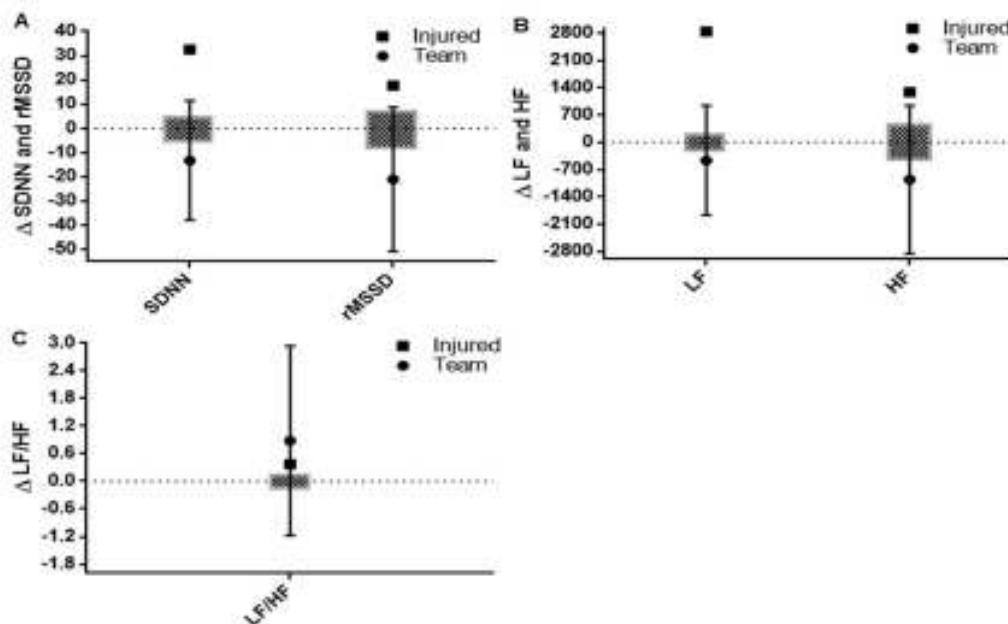 A
Δ SDNN and rMSSD
40
30
20
10
0
-10
-20
-30
-40
-50
Injured
Team
SDNN
rMSSD
B
Δ LF and HF
2800
2100
1400
700
0
-700
-1400
-2100
-2800
Injured
Team
LF
HF
C
Δ LF/HF
3.0
2.4
1.8
1.2
0.6
0.0
-0.6
-1.2
-1.8
Injured
Team
LF/HF